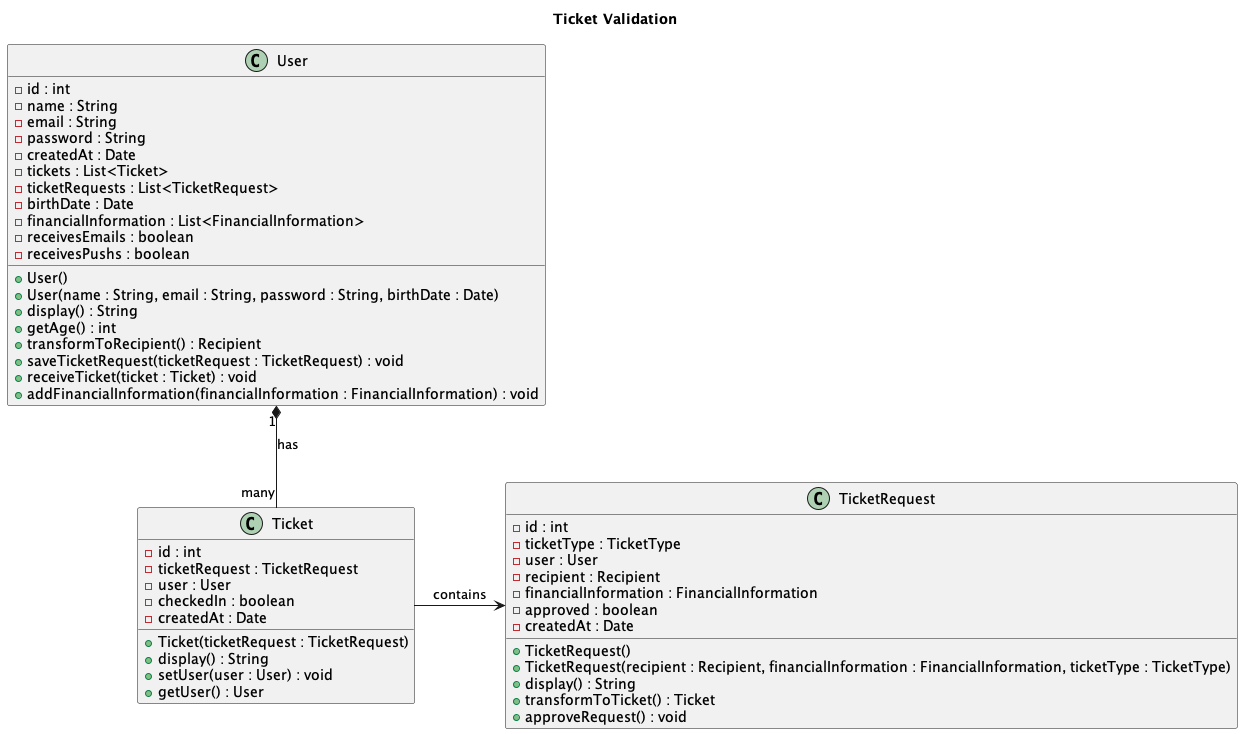 Ticket Validation
C User
id : int
name : String
email : String
password : String
createdAt : Date
tickets : List<Ticket>
ticketRequests : List<TicketRequest>
birthDate : Date
financialInformation : List<FinancialInformation>
receivesEmails : boolean
receivesPushs : boolean
User()
User(name : String, email : String, password : String, birthDate : Date)
display() : String
getAge() : int
transformToRecipient() : Recipient
saveTicketRequest(ticketRequest : TicketRequest) : void
receiveTicket(ticket : Ticket) : void
addFinancialInformation(financialInformation : FinancialInformation) : void
1
has
many
C Ticket
id : int
ticketRequest : TicketRequest
user : User
checkedIn : boolean
createdAt : Date
Ticket(ticketRequest : TicketRequest)
display() : String
setUser(user : User) : void
getUser() : User
contains
C TicketRequest
id : int
ticketType : TicketType
user : User
recipient : Recipient
financialInformation : FinancialInformation
approved : boolean
createdAt : Date
TicketRequest()
TicketRequest(recipient : Recipient, financialInformation : FinancialInformation, ticketType : TicketType)
display() : String
transformToTicket() : Ticket
approveRequest() : void